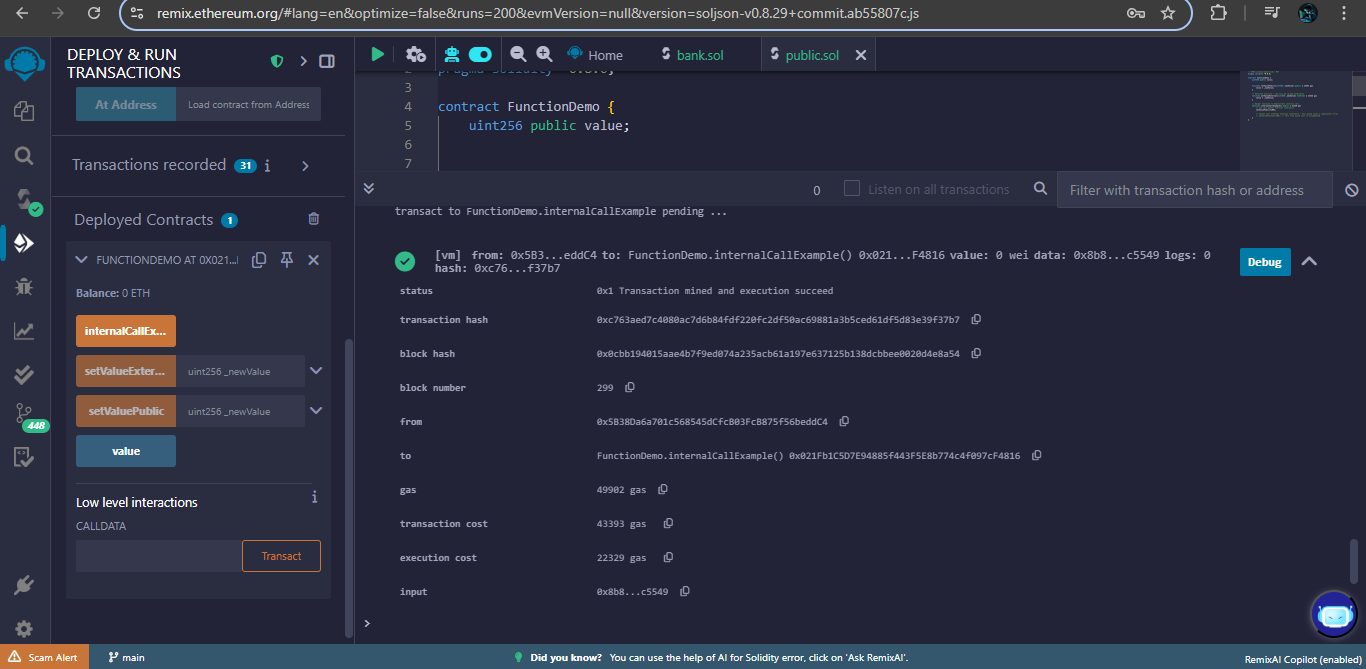 remix.ethereum.org/#lang=en&optimize=false&runs=200&evmVersion=null&version=soljson-v0.8.29+commit.ab55807c.js
DEPLOY & RUN
TRANSACTIONS
At Address
Load contract from Address
Transactions recorded 31 i
Deployed Contracts 1
FUNCTIONDEMO AT 0X021...
Balance: 0 ETH
internalCallEx...
setValueExter... uint256 _newValue
setValuePublic uint256 _newValue
value
Low level interactions i
CALLDATA
Transact
448
Home
bank.sol
public.sol
pragma solidity
3
4 contract FunctionDemo {
5 uint256 public value;
6
7
0
Listen on all transactions
Filter with transaction hash or address
transact to FunctionDemo.internalCallExample pending ...
[vm] from: 0x5B3...eddC4 to: FunctionDemo.internalCallExample() 0x021...F4816 value: 0 wei data: 0x8b8...c5549 logs: 0
hash: 0xc76...f37b7
Debug
status 0x1 Transaction mined and execution succeed
transaction hash 0xc763aed7c4080ac7d6b84fdf220fc2df50ac69881a3b5ced61df5d83e39f37b7
block hash 0x0cbb194015aae4b7f9ed074a235acb61a197e637125b138dcbbee0020d4e8a54
block number 299
from 0x5B38Da6a701c568545dCfcB03FcB875f56beddC4
to FunctionDemo.internalCallExample() 0x021Fb1C5D7E94885f443F5E8b774c4f097cF4816
gas 49902 gas
transaction cost 43393 gas
execution cost 22329 gas
input 0x8b8...c5549
>
Scam Alert
main
Did you know? You can use the help of AI for Solidity error, click on 'Ask RemixAI'.
RemixAI Copilot (enabled)